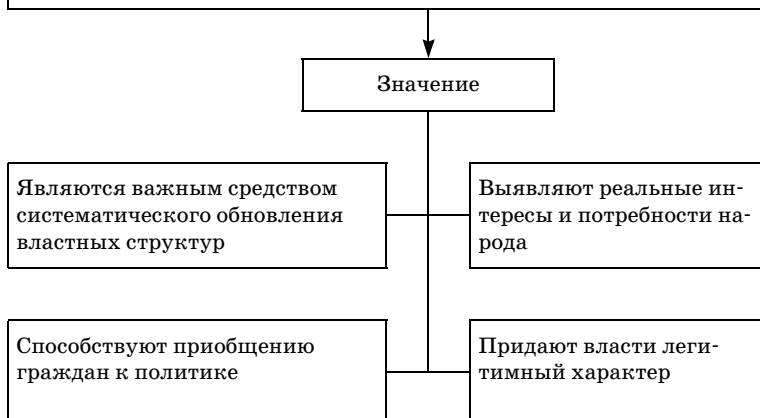 Значение
Являются важным средством
систематического обновления
властных структур
Выявляют реальные ин-
тересы и потребности на-
рода
Способствуют приобщению
граждан к политике
Придают власти леги-
тимный характер